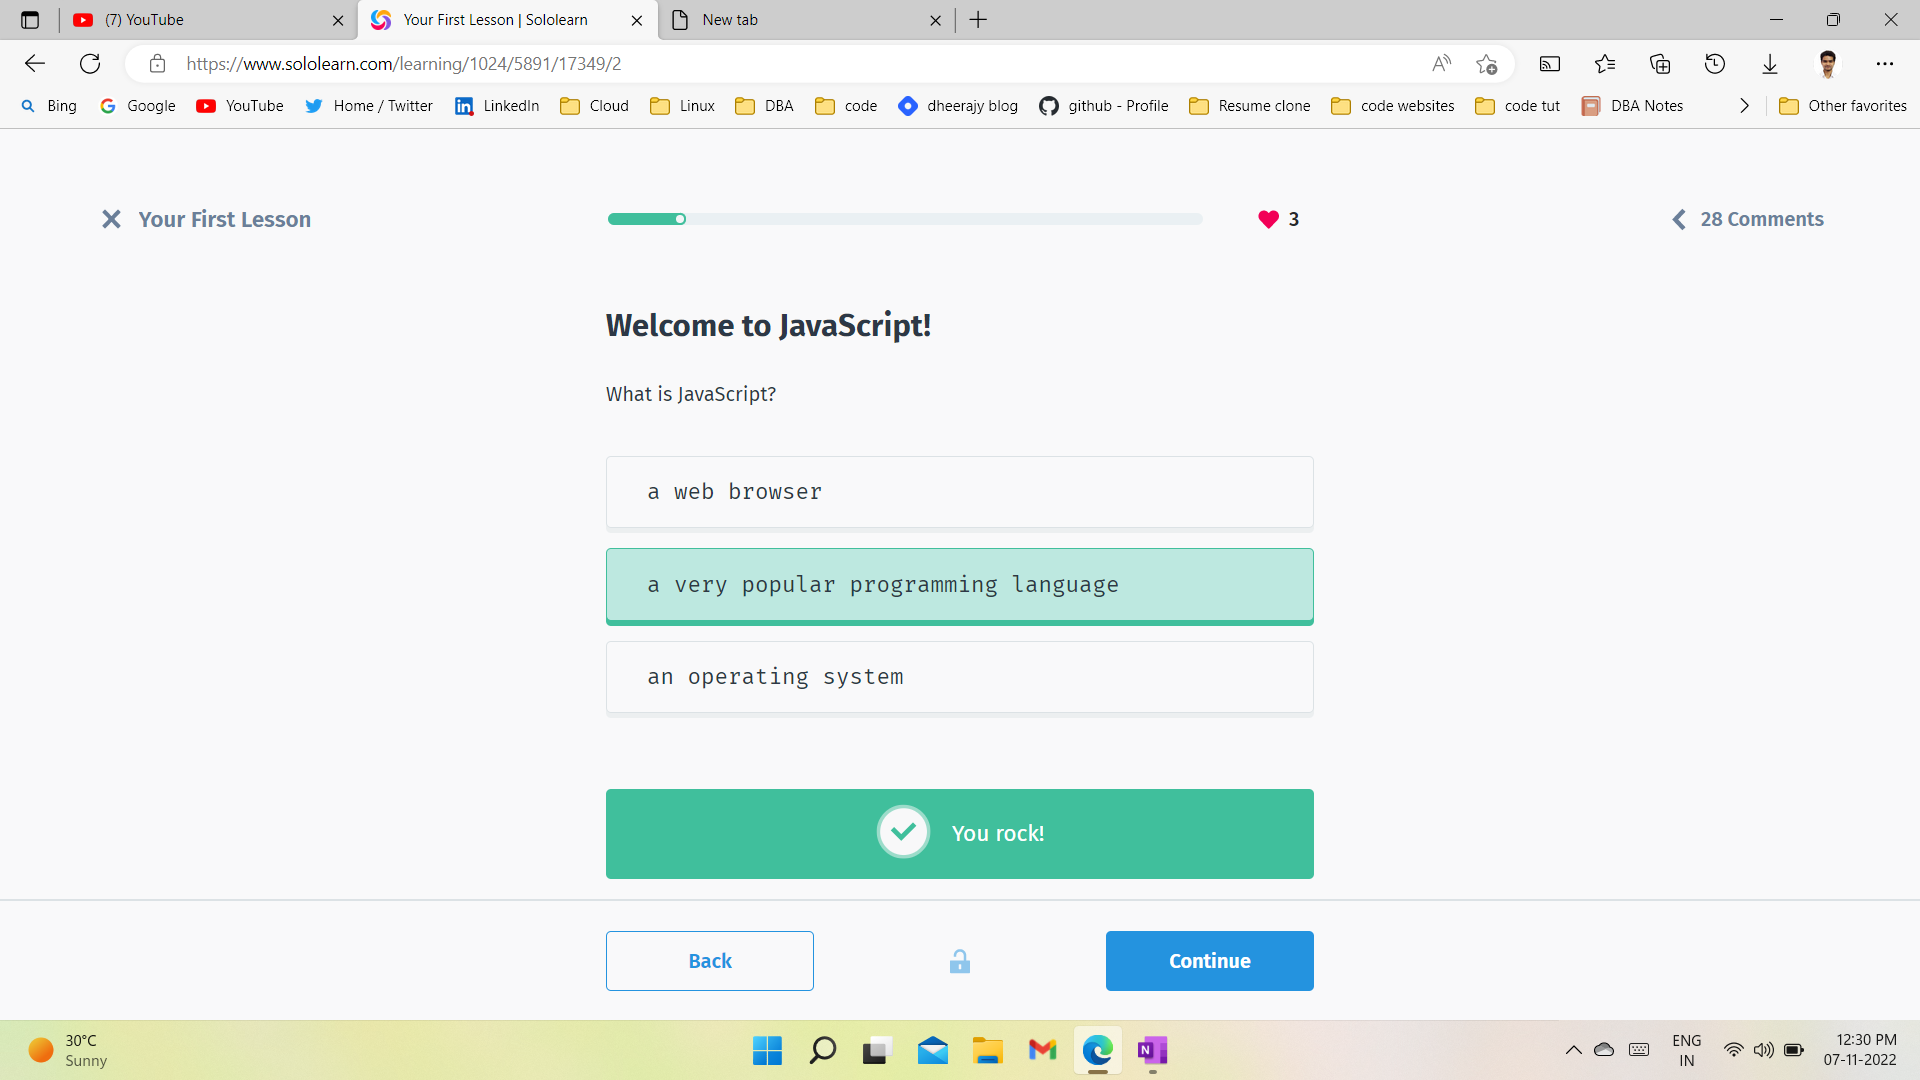 (7) YouTube
Your First Lesson | Sololearn
New tab
https://www.sololearn.com/learning/1024/5891/17349/2
Bing
Google
YouTube
Home / Twitter
LinkedIn
Cloud
Linux
DBA
code
dheerajy blog
github - Profile
Resume clone
code websites
code tut
DBA Notes
Other favorites
Your First Lesson
3
28 Comments
Welcome to JavaScript!
What is JavaScript?
a web browser
a very popular programming language
an operating system
You rock!
Back
Continue
30°C
Sunny
ENG
IN
12:30 PM
07-11-2022